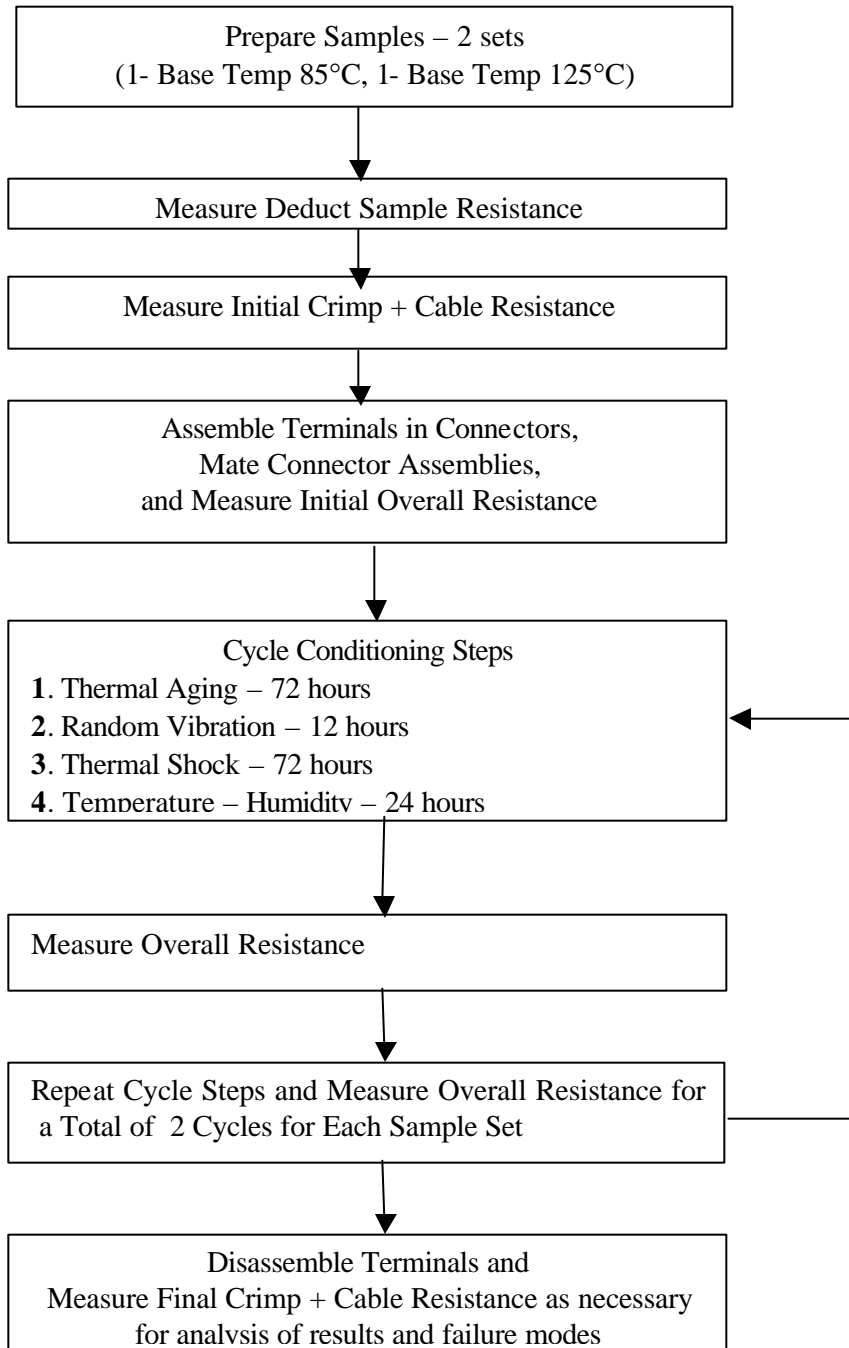 Prepare Samples – 2 sets
(1- Base Temp 85°C, 1- Base Temp 125°C)
Measure Deduct Sample Resistance
Measure Initial Crimp + Cable Resistance
Assemble Terminals in Connectors,
Mate Connector Assemblies,
and Measure Initial Overall Resistance
Cycle Conditioning Steps
1. Thermal Aging – 72 hours
2. Random Vibration – 12 hours
3. Thermal Shock – 72 hours
4. Temperature – Humidity – 24 hours
Measure Overall Resistance
Repeat Cycle Steps and Measure Overall Resistance for
a Total of 2 Cycles for Each Sample Set
Disassemble Terminals and
Measure Final Crimp + Cable Resistance as necessary
for analysis of results and failure modes